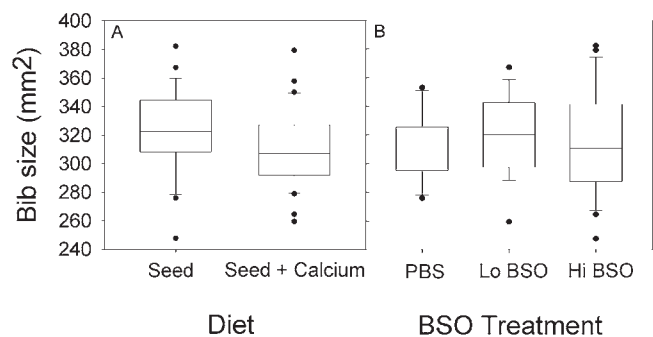 Bib size (mm2)
400
380
360
340
320
300
280
260
240
A
B
Seed
Seed + Calcium
PBS
Lo BSO
Hi BSO
Diet
BSO Treatment